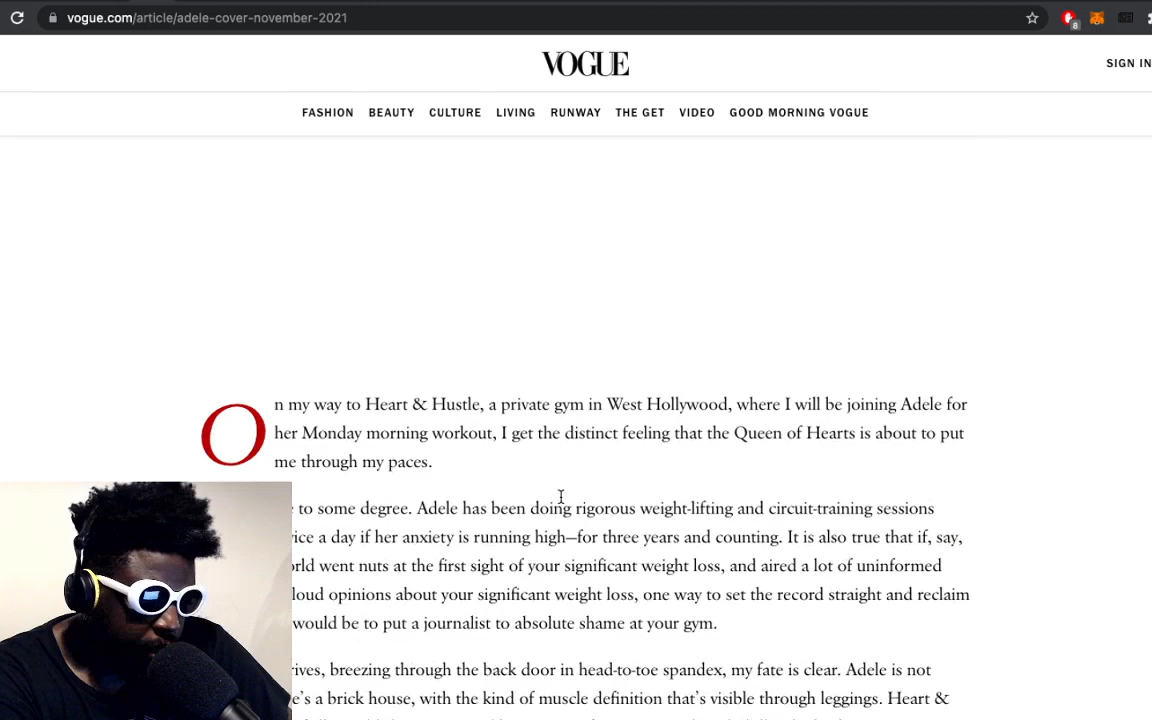 vogue.com/article/adele-cover-november-2021
8
VOGUE
SIGN IN
FASHION BEAUTY CULTURE LIVING RUNWAY THE GET VIDEO GOOD MORNING VOGUE
On my way to Heart & Hustle, a private gym in West Hollywood, where I will be joining Adele for
her Monday morning workout, I get the distinct feeling that the Queen of Hearts is about to put
me through my paces.
to some degree. Adele has been doing rigorous weight-lifting and circuit-training sessions
a day if her anxiety is running high—for three years and counting. It is also true that if, say,
went nuts at the first sight of your significant weight loss, and aired a lot of uninformed
loud opinions about your significant weight loss, one way to set the record straight and reclaim
would be to put a journalist to absolute shame at your gym.
breezing through the back door in head-to-toe spandex, my fate is clear. Adele is not
a brick house, with the kind of muscle definition that's visible through leggings. Heart &